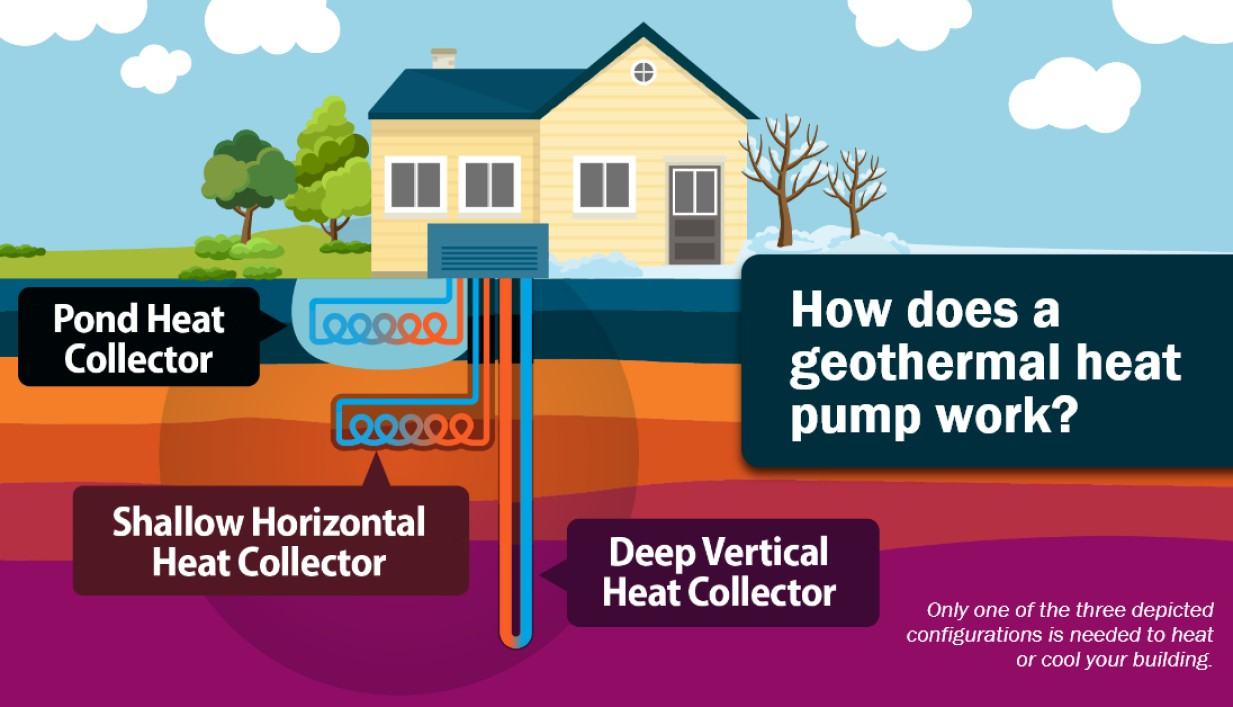 Pond Heat
Collector
How does a
geothermal heat
pump work?
Shallow Horizontal
Heat Collector
Deep Vertical
Heat Collector
Only one of the three depicted
configurations is needed to heat
or cool your building.